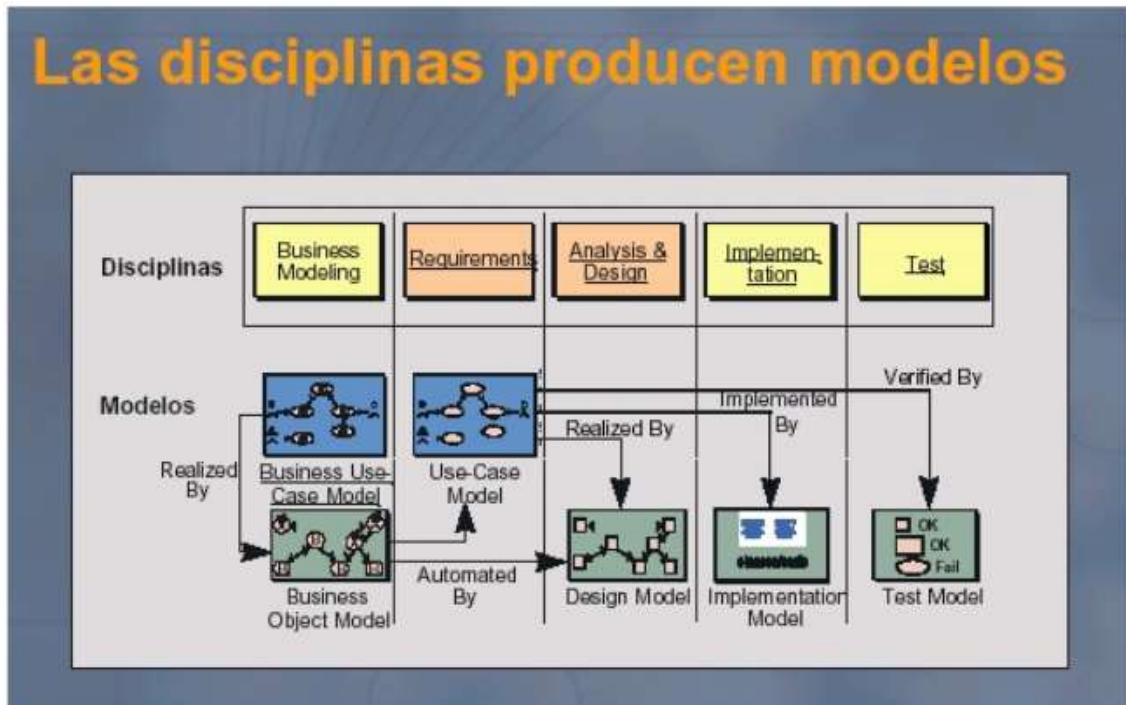 Las disciplinas producen modelos
Disciplinas
Business
Modeling
Requirements
Analysis &
Design
Implemen-
tation
Test
Modelos
Verified By
Implemented
By
Realized By
Realized
By
Business Use-
Case Model
Use-Case
Model
OK
OK
Fail
Automated
By
Business
Object Model
Design Model
Implementation
Model
Test Model